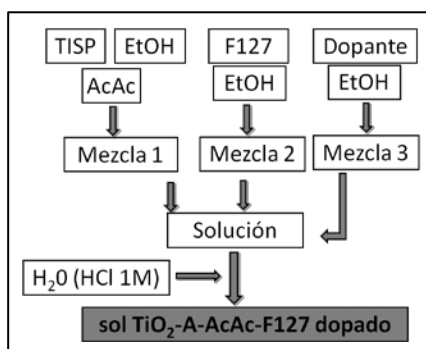 TISP EtOH F127 Dopante
AcAc EtOH EtOH
Mezcla 1 Mezcla 2 Mezcla 3
Solución
H₂0 (HCl 1M)
sol TiO₂-A-AcAc-F127 dopado